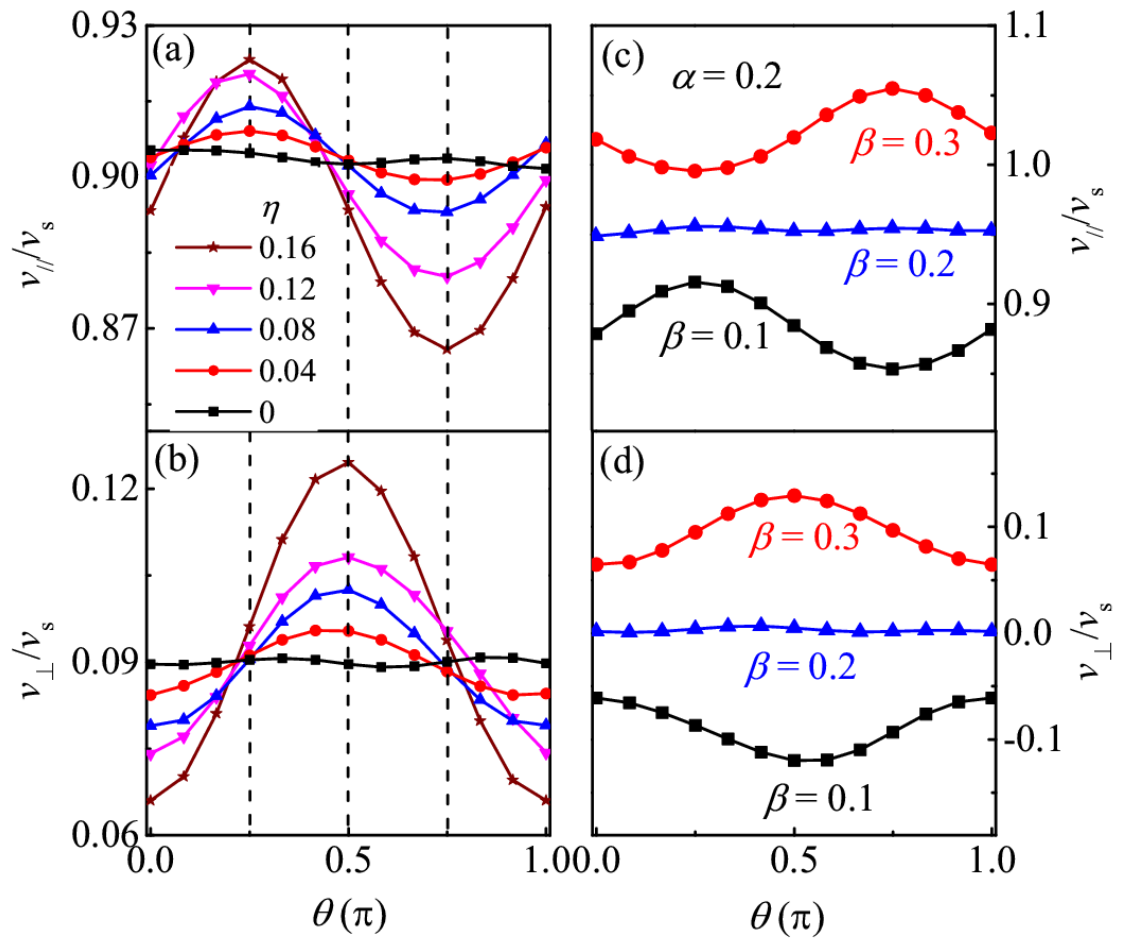 (a)
0.93
0.90
0.87
v///vs
η
0.16
0.12
0.08
0.04
0
(b)
0.12
0.09
0.06
v⊥/vs
0.0
0.5
1.0
θ (π)
(c)
α = 0.2
1.1
1.0
0.9
v///vs
β = 0.3
β = 0.2
β = 0.1
(d)
0.1
0.0
-0.1
v⊥/vs
β = 0.3
β = 0.2
β = 0.1
0.0
0.5
1.0
θ (π)